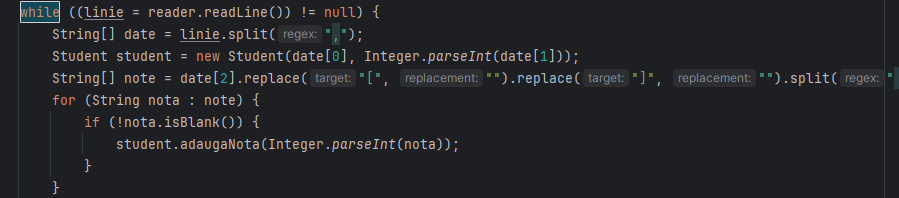 while ((linie = reader.readLine()) != null) {
String[] date = linie.split( regex: ",");
Student student = new Student(date[0], Integer.parseInt(date[1]));
String[] note = date[2].replace( target: "[", replacement: "").replace( target: "]", replacement: "").split( regex: "
for (String nota : note) {
if (!nota.isBlank()) {
student.adaugaNota(Integer.parseInt(nota));
}
}